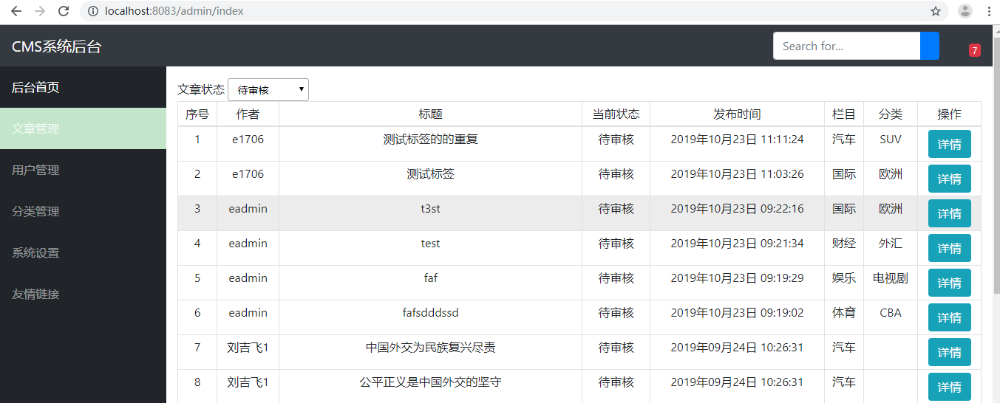 localhost:8083/admin/index
CMS系统后台 Search for... 7
后台首页
文章管理
用户管理
分类管理
系统设置
友情链接
文章状态 待审核
序号 作者 标题 当前状态 发布时间 栏目 分类 操作
1 e1706 测试标签的的重复 待审核 2019年10月23日 11:11:24 汽车 SUV 详情
2 e1706 测试标签 待审核 2019年10月23日 11:03:26 国际 欧洲 详情
3 eadmin t3st 待审核 2019年10月23日 09:22:16 国际 欧洲 详情
4 eadmin test 待审核 2019年10月23日 09:21:34 财经 外汇 详情
5 eadmin faf 待审核 2019年10月23日 09:19:29 娱乐 电视剧 详情
6 eadmin fafsdddssd 待审核 2019年10月23日 09:19:02 体育 CBA 详情
7 刘吉飞1 中国外交为民族复兴尽责 待审核 2019年09月24日 10:26:31 汽车 详情
8 刘吉飞1 公平正义是中国外交的坚守 待审核 2019年09月24日 10:26:31 汽车 详情